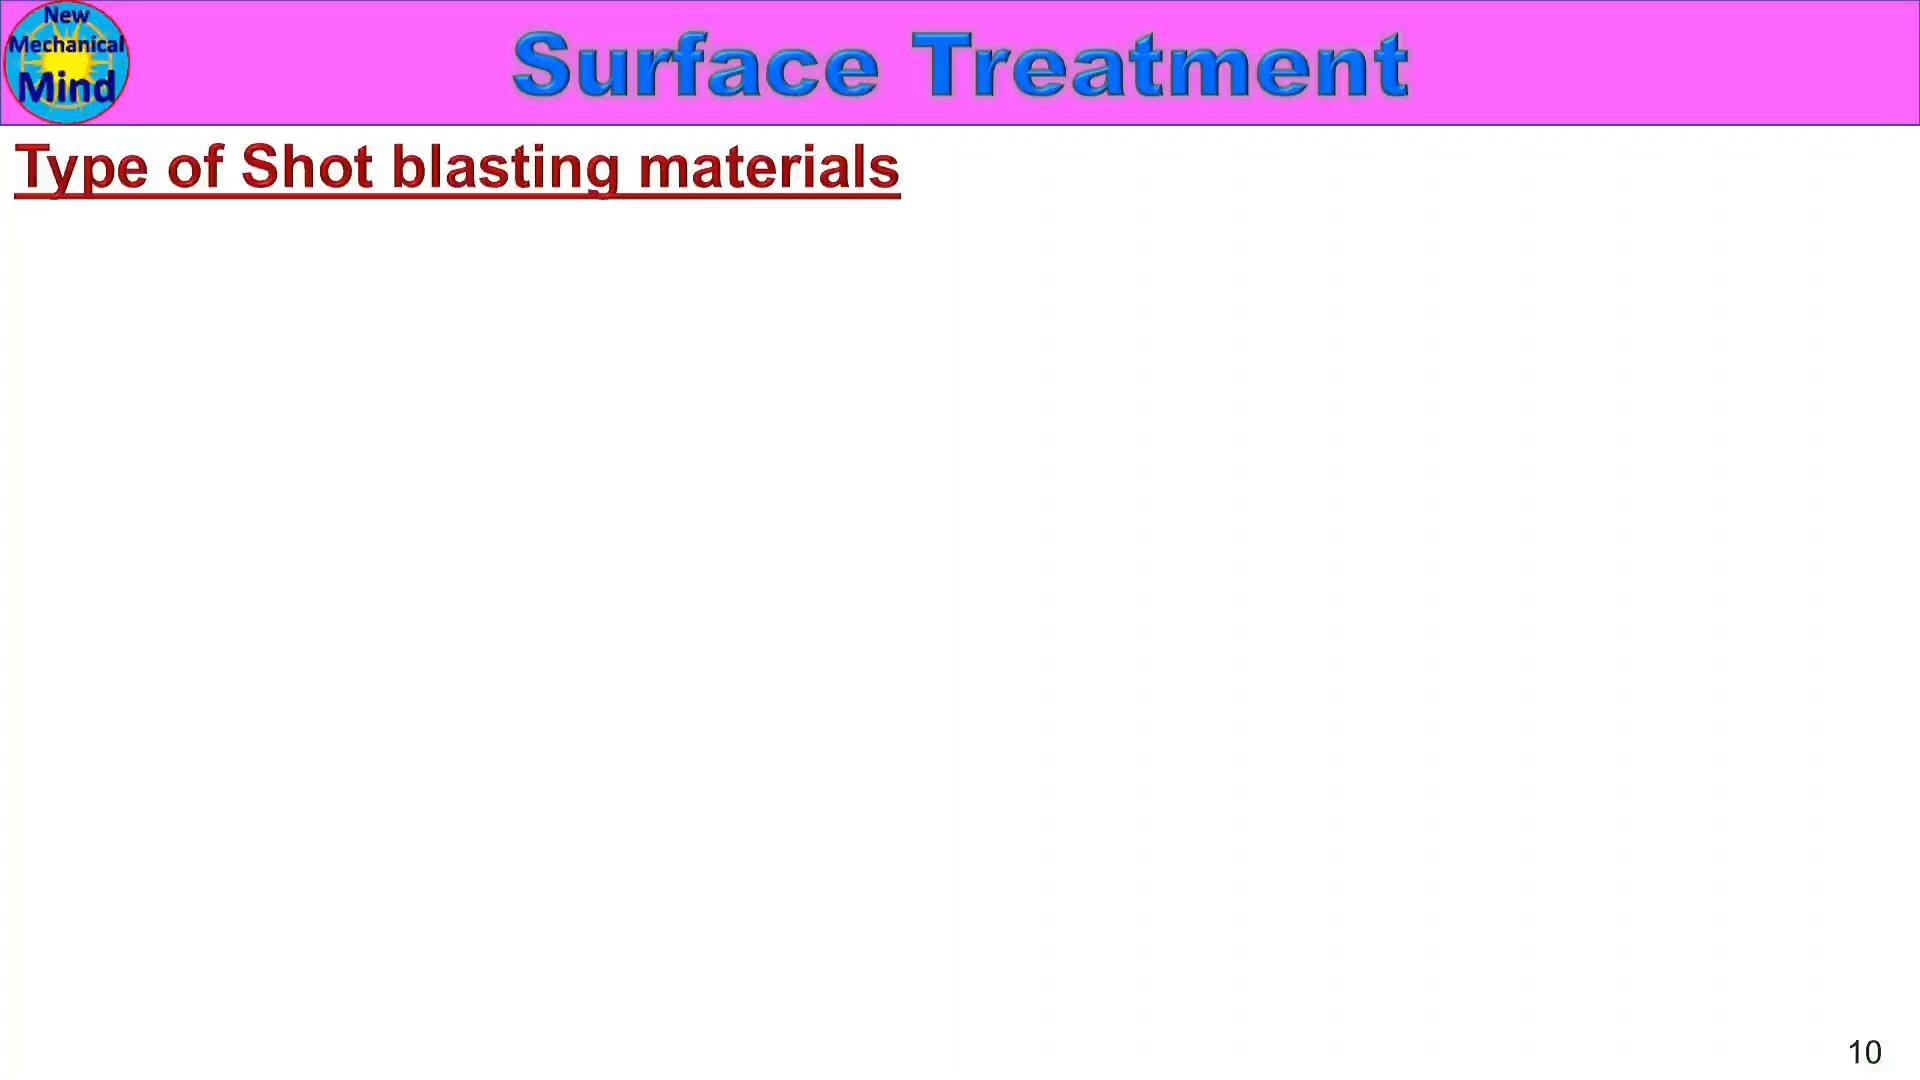 New
Mechanical
Mind
Surface Treatment
Type of Shot blasting materials
10